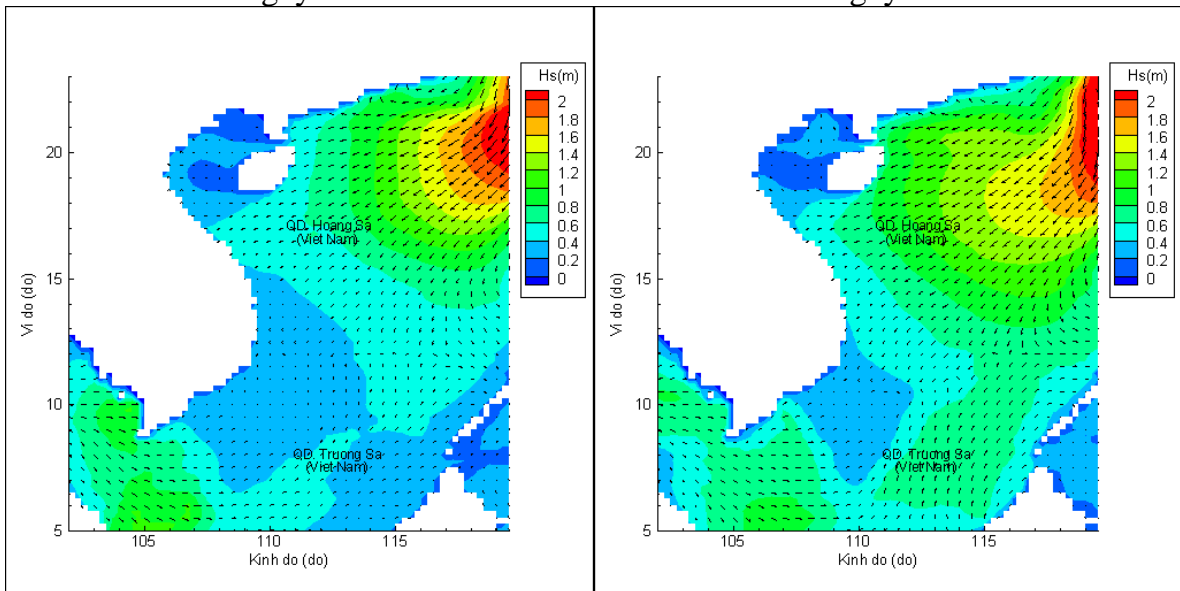 Hs(m)
2
1.8
1.6
1.4
1.2
1
0.8
0.6
0.4
0.2
0
20
15
10
5
Vi do (do)
105
110
115
Kinh do (do)
QD. Hoang Sa
(Viet Nam)
QD. Truong Sa
(Viet Nam)
Hs(m)
2
1.8
1.6
1.4
1.2
1
0.8
0.6
0.4
0.2
0
20
15
10
5
Vi do (do)
105
110
115
Kinh do (do)
QD. Hoang Sa
(Viet Nam)
QD. Truong Sa
(Viet Nam)